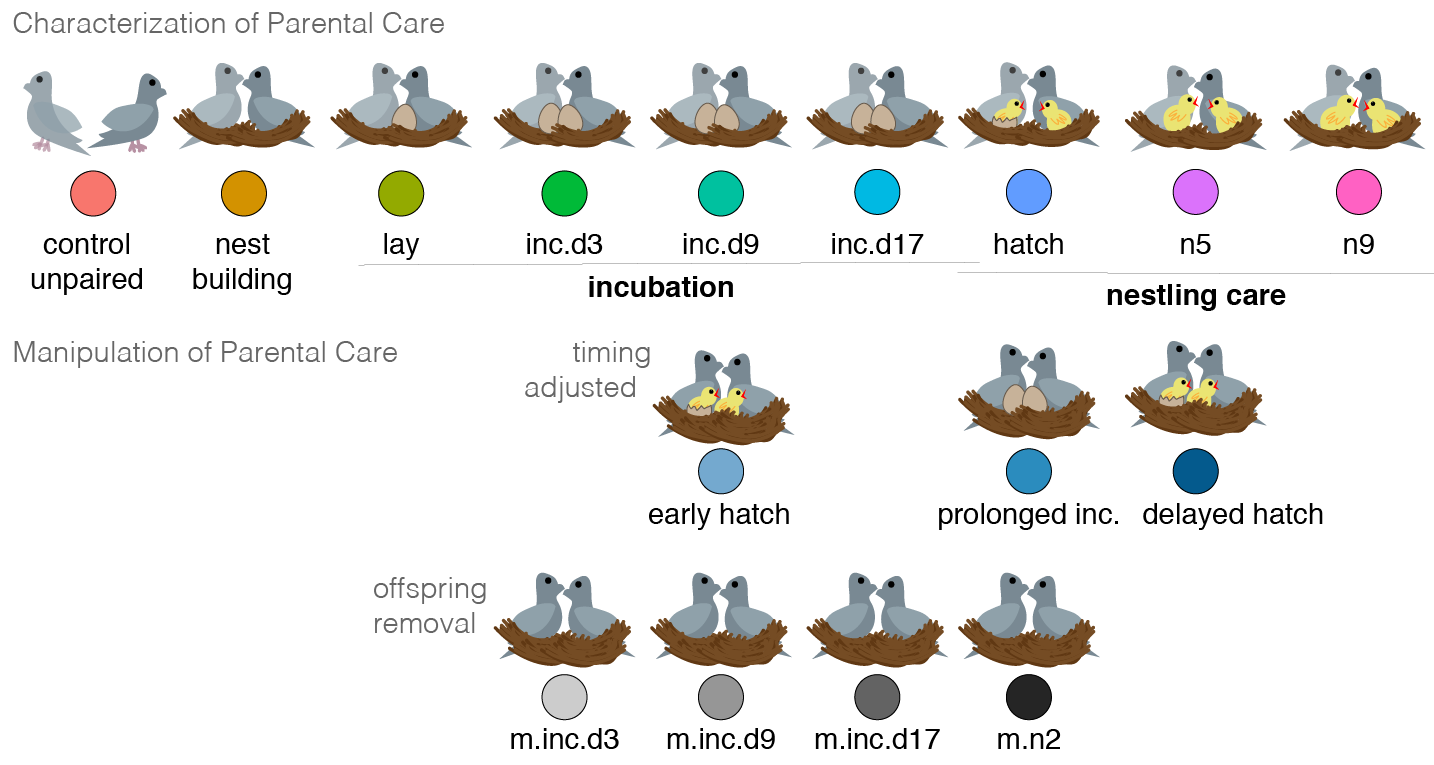 Characterization of Parental Care
control
unpaired
nest
building
lay
inc.d3
inc.d9
inc.d17
hatch
n5
n9
incubation
nestling care
Manipulation of Parental Care
timing
adjusted
early hatch
prolonged inc.
delayed hatch
offspring
removal
m.inc.d3
m.inc.d9
m.inc.d17
m.n2